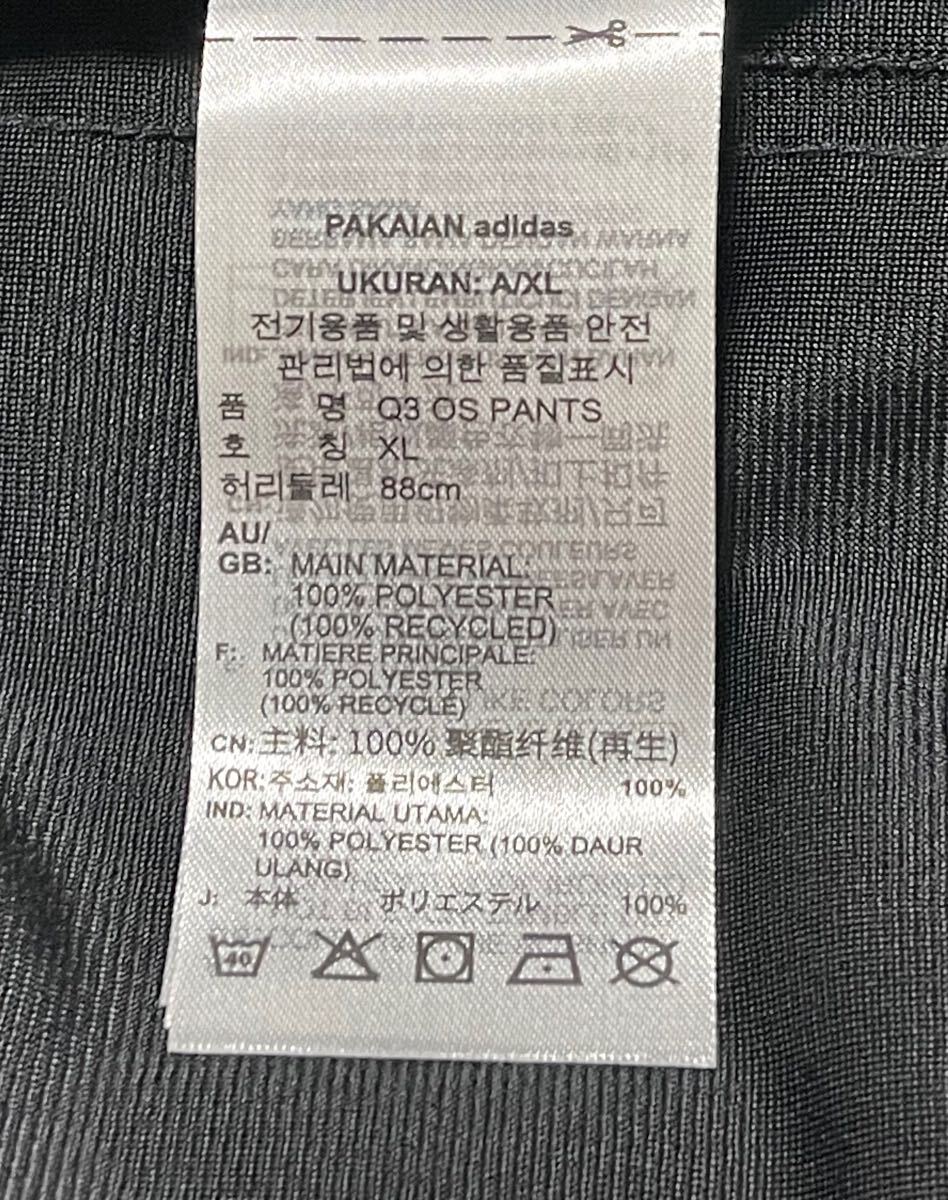 PAKAIAN adidas
UKURAN: A/XL
전기용품 및 생활용품 안전
관리법에 의한 품질표시
품 명 Q3 OS PANTS
호 칭 XL
허리둘레 88cm
AU/
GB: MAIN MATERIAL:
100% POLYESTER
(100% RECYCLED)
F: MATIERE PRINCIPALE:
100% POLYESTER
(100% RECYCLE)
CN: 主料: 100% 聚酯纤维(再生)
KOR: 주소재: 폴리에스터 100%
IND: MATERIAL UTAMA:
100% POLYESTER (100% DAUR
ULANG)
J: 本体 ポリエステル 100%
40